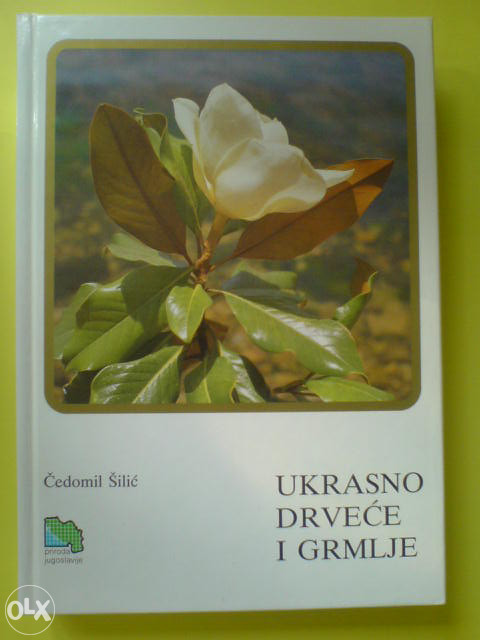 Čedomil Šilić
UKRASNO
DRVEĆE
I GRMLJE
priroda
jugoslavije
OLX